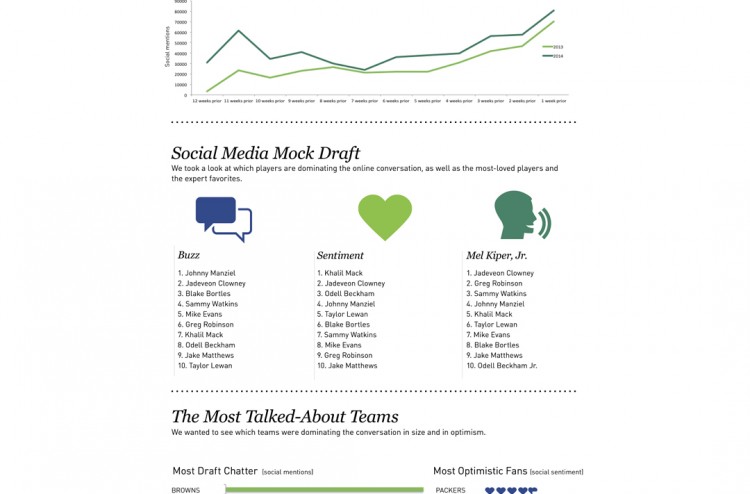 90000
80000
70000
60000
50000
40000
30000
20000
10000
0
Social mentions
2013
2014
12 weeks prior 11 weeks prior 10 weeks prior 9 weeks prior 8 weeks prior 7 weeks prior 6 weeks prior 5 weeks prior 4 weeks prior 3 weeks prior 2 weeks prior 1 week prior
Social Media Mock Draft
We took a look at which players are dominating the online conversation, as well as the most-loved players and
the expert favorites.
Buzz
1. Johnny Manziel
2. Jadeveon Clowney
3. Blake Bortles
4. Sammy Watkins
5. Mike Evans
6. Greg Robinson
7. Khalil Mack
8. Odell Beckham
9. Jake Matthews
10. Taylor Lewan
Sentiment
1. Khalil Mack
2. Jadeveon Clowney
3. Odell Beckham
4. Johnny Manziel
5. Taylor Lewan
6. Blake Bortles
7. Sammy Watkins
8. Mike Evans
9. Greg Robinson
10. Jake Matthews
Mel Kiper, Jr.
1. Jadeveon Clowney
2. Greg Robinson
3. Sammy Watkins
4. Johnny Manziel
5. Khalil Mack
6. Taylor Lewan
7. Mike Evans
8. Blake Bortles
9. Jake Matthews
10. Odell Beckham Jr.
The Most Talked-About Teams
We wanted to see which teams were dominating the conversation in size and in optimism.
Most Draft Chatter (social mentions)
BROWNS
Most Optimistic Fans (social sentiment)
PACKERS